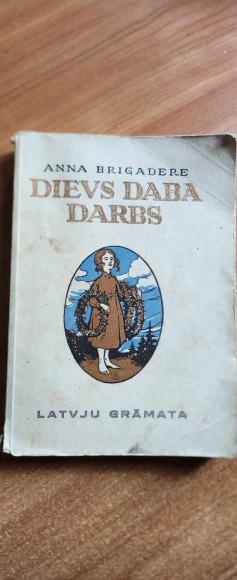 ANNA BRIGADERE
DIEVS DABA
DARBS
LATVJU GRĀMATA